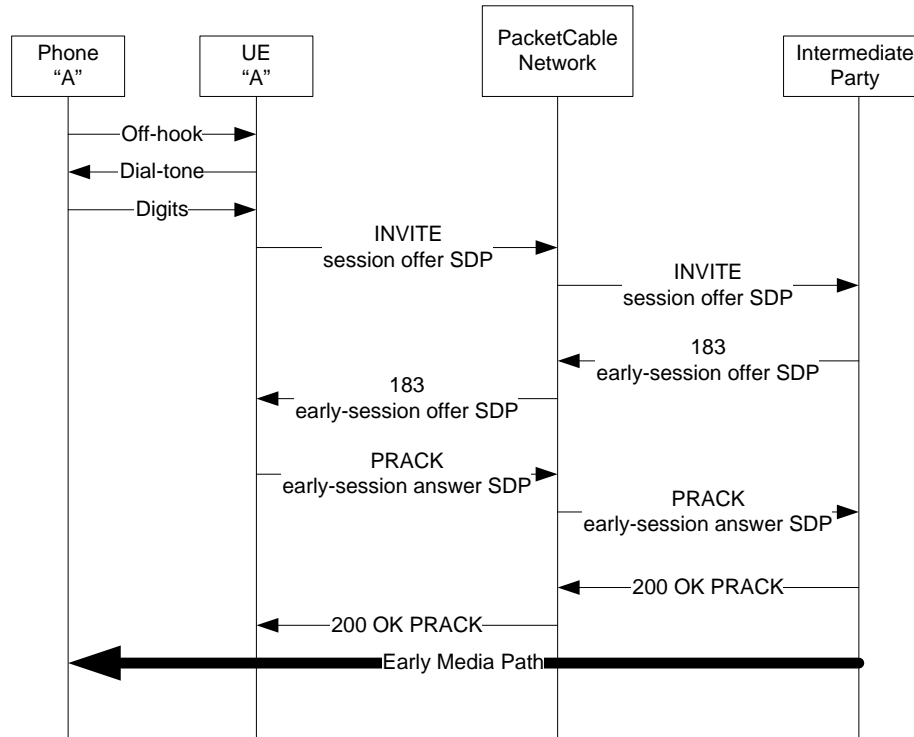 Phone
“A”
UE
“A”
PacketCable
Network
Intermediate
Party
Off-hook
Dial-tone
Digits
INVITE
session offer SDP
INVITE
session offer SDP
183
early-session offer SDP
183
early-session offer SDP
PRACK
early-session answer SDP
PRACK
early-session answer SDP
200 OK PRACK
200 OK PRACK
Early Media Path